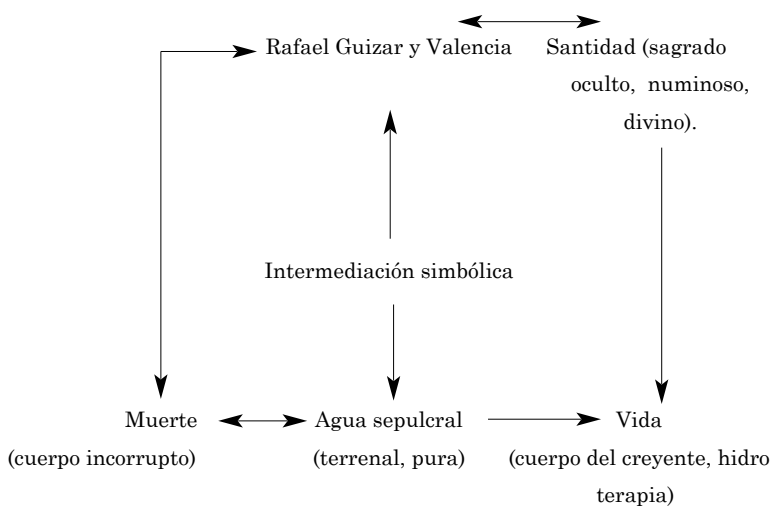 Rafael Guizar y Valencia Santidad (sagrado
oculto, numinoso,
divino).
Intermediación simbólica
Muerte Agua sepulcral Vida
(cuerpo incorrupto) (terrenal, pura) (cuerpo del creyente, hidro
terapia)